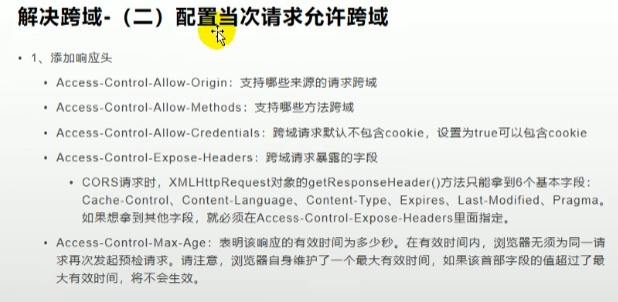 解决跨域-（二）配置当次请求允许跨域
• 1、添加响应头
• Access-Control-Allow-Origin：支持哪些来源的请求跨域
• Access-Control-Allow-Methods：支持哪些方法跨域
• Access-Control-Allow-Credentials：跨域请求默认不包含cookie，设置为true可以包含cookie
• Access-Control-Expose-Headers：跨域请求暴露的字段
• CORS请求时，XMLHttpRequest对象的getResponseHeader()方法只能拿到6个基本字段：
Cache-Control、Content-Language、Content-Type、Expires、Last-Modified、Pragma。
如果想拿到其他字段，就必须在Access-Control-Expose-Headers里面指定。
• Access-Control-Max-Age：表明该响应的有效时间为多少秒。在有效时间内，浏览器无须为同一请
求再次发起预检请求。请注意，浏览器自身维护了一个最大有效时间，如果该首部字段的值超过了最
大有效时间，将不会生效。